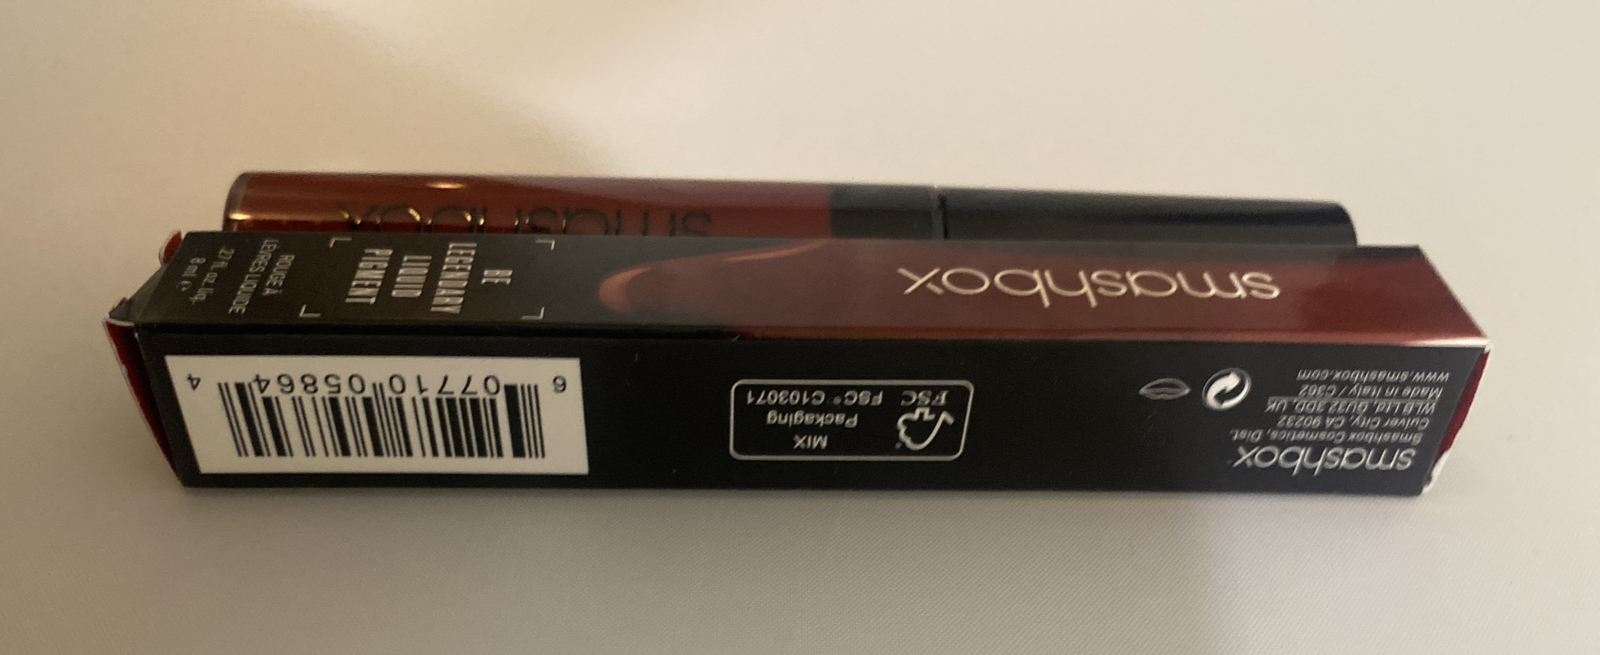 smashbox
smashbox
BE
LEGENDARY
LIQUID
PIGMENT
ROUGE À
LÈVRES LIQUIDE
.27 fl.oz.liq.
8 ml ℮
6 07710 05864 4
MIX
Packaging
FSC
FSC® C103071
smashbox
Smashbox Cosmetics, Dist.
Culver City, CA 90232
WLB Ltd, GU32 3DD, UK
Made in Italy / C362
www.smashbox.com